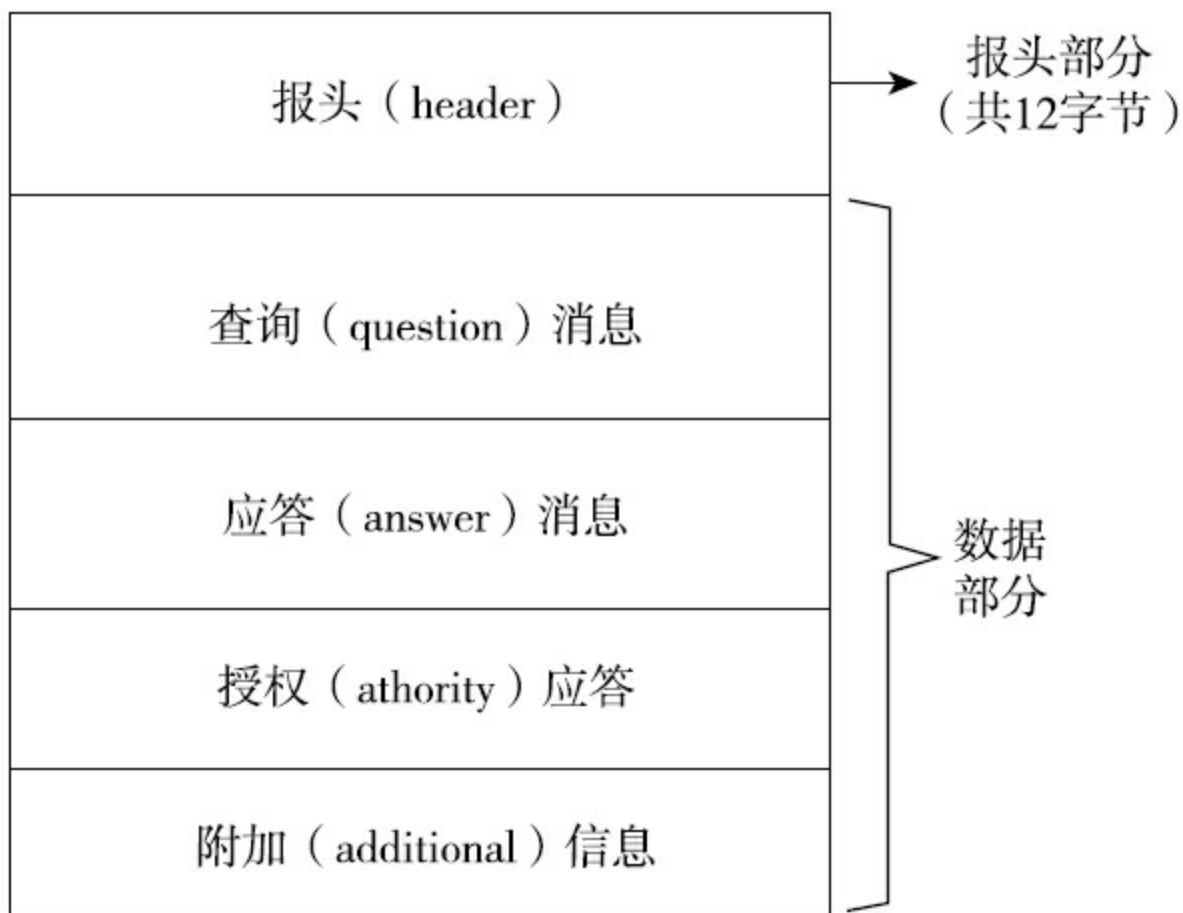 报头（header）
报头部分
（共12字节）
查询（question）消息
应答（answer）消息
数据
部分
授权（athority）应答
附加（additional）信息